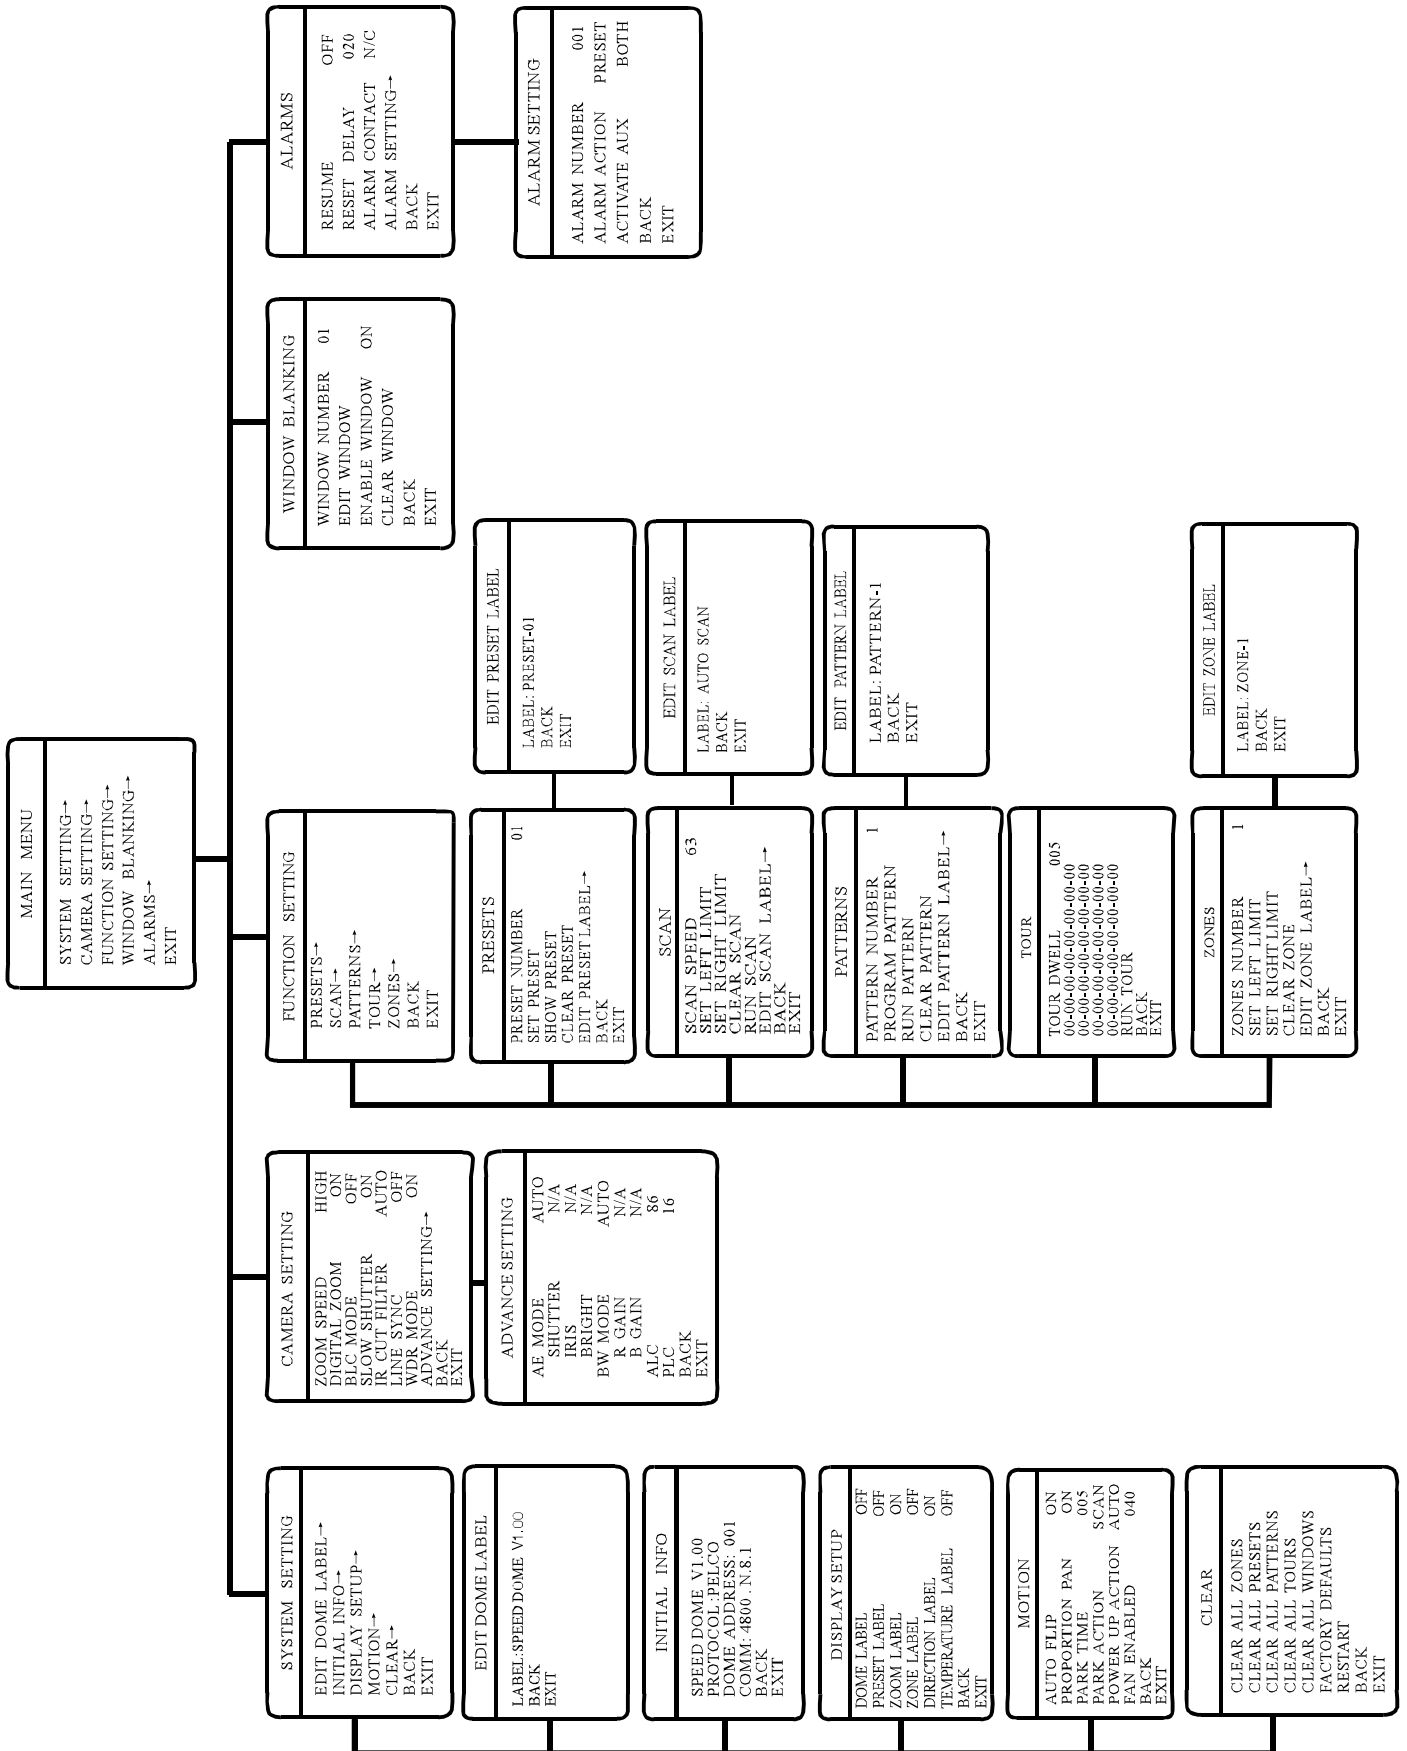 MAIN MENU
SYSTEM SETTING→
CAMERA SETTING→
FUNCTION SETTING→
WINDOW BLANKING→
ALARMS→
EXIT
SYSTEM SETTING
EDIT DOME LABEL→
INITIAL INFO→
DISPLAY SETUP→
MOTION→
CLEAR→
BACK
EXIT
EDIT DOME LABEL
LABEL:SPEED DOME V1.00
BACK
EXIT
INITIAL INFO
SPEED DOME V1.00
PROTOCOL:PELCO
DOME ADDRESS: 001
COMM: 4800 . N.8.1
BACK
EXIT
DISPLAY SETUP
DOME LABEL OFF
PRESET LABEL OFF
ZOOM LABEL ON
ZONE LABEL OFF
DIRECTION LABEL ON
TEMPERATURE LABEL OFF
BACK
EXIT
MOTION
AUTO FLIP ON
PROPORTION PAN ON
PARK TIME 005
PARK ACTION SCAN
POWER UP ACTION AUTO
FAN ENABLED 040
BACK
EXIT
CLEAR
CLEAR ALL ZONES
CLEAR ALL PRESETS
CLEAR ALL PATTERNS
CLEAR ALL TOURS
CLEAR ALL WINDOWS
FACTORY DEFAULTS
RESTART
BACK
EXIT
CAMERA SETTING
ZOOM SPEED HIGH
DIGITAL ZOOM ON
BLC MODE OFF
SLOW SHUTTER ON
IR CUT FILTER AUTO
LINE SYNC OFF
WDR MODE ON
ADVANCE SETTING→
BACK
EXIT
ADVANCE SETTING
AE MODE AUTO
SHUTTER N/A
IRIS N/A
BRIGHT N/A
BW MODE AUTO
R GAIN N/A
B GAIN N/A
ALC 86
PLC 16
BACK
EXIT
FUNCTION SETTING
PRESETS→
SCAN→
PATTERNS→
TOUR→
ZONES→
BACK
EXIT
PRESETS
PRESET NUMBER 01
SET PRESET
SHOW PRESET
CLEAR PRESET
EDIT PRESET LABEL→
BACK
EXIT
EDIT PRESET LABEL
LABEL: PRESET-01
BACK
EXIT
SCAN
SCAN SPEED 63
SET LEFT LIMIT
SET RIGHT LIMIT
CLEAR SCAN
RUN SCAN
EDIT SCAN LABEL→
BACK
EXIT
EDIT SCAN LABEL
LABEL: AUTO SCAN
BACK
EXIT
PATTERNS
PATTERN NUMBER 1
PROGRAM PATTERN
RUN PATTERN
CLEAR PATTERN
EDIT PATTERN LABEL→
BACK
EXIT
EDIT PATTERN LABEL
LABEL: PATTERN-1
BACK
EXIT
TOUR
TOUR DWELL 005
00-00-00-00-00-00-00-00
00-00-00-00-00-00-00-00
00-00-00-00-00-00-00-00
00-00-00-00-00-00-00-00
RUN TOUR
BACK
EXIT
ZONES
ZONES NUMBER 1
SET LEFT LIMIT
SET RIGHT LIMIT
CLEAR ZONE
EDIT ZONE LABEL→
BACK
EXIT
EDIT ZONE LABEL
LABEL: ZONE-1
BACK
EXIT
WINDOW BLANKING
WINDOW NUMBER 01
EDIT WINDOW
ENABLE WINDOW ON
CLEAR WINDOW
BACK
EXIT
ALARMS
RESUME OFF
RESET DELAY 020
ALARM CONTACT N/C
ALARM SETTING→
BACK
EXIT
ALARM SETTING
ALARM NUMBER 001
ALARM ACTION PRESET
ACTIVATE AUX BOTH
BACK
EXIT